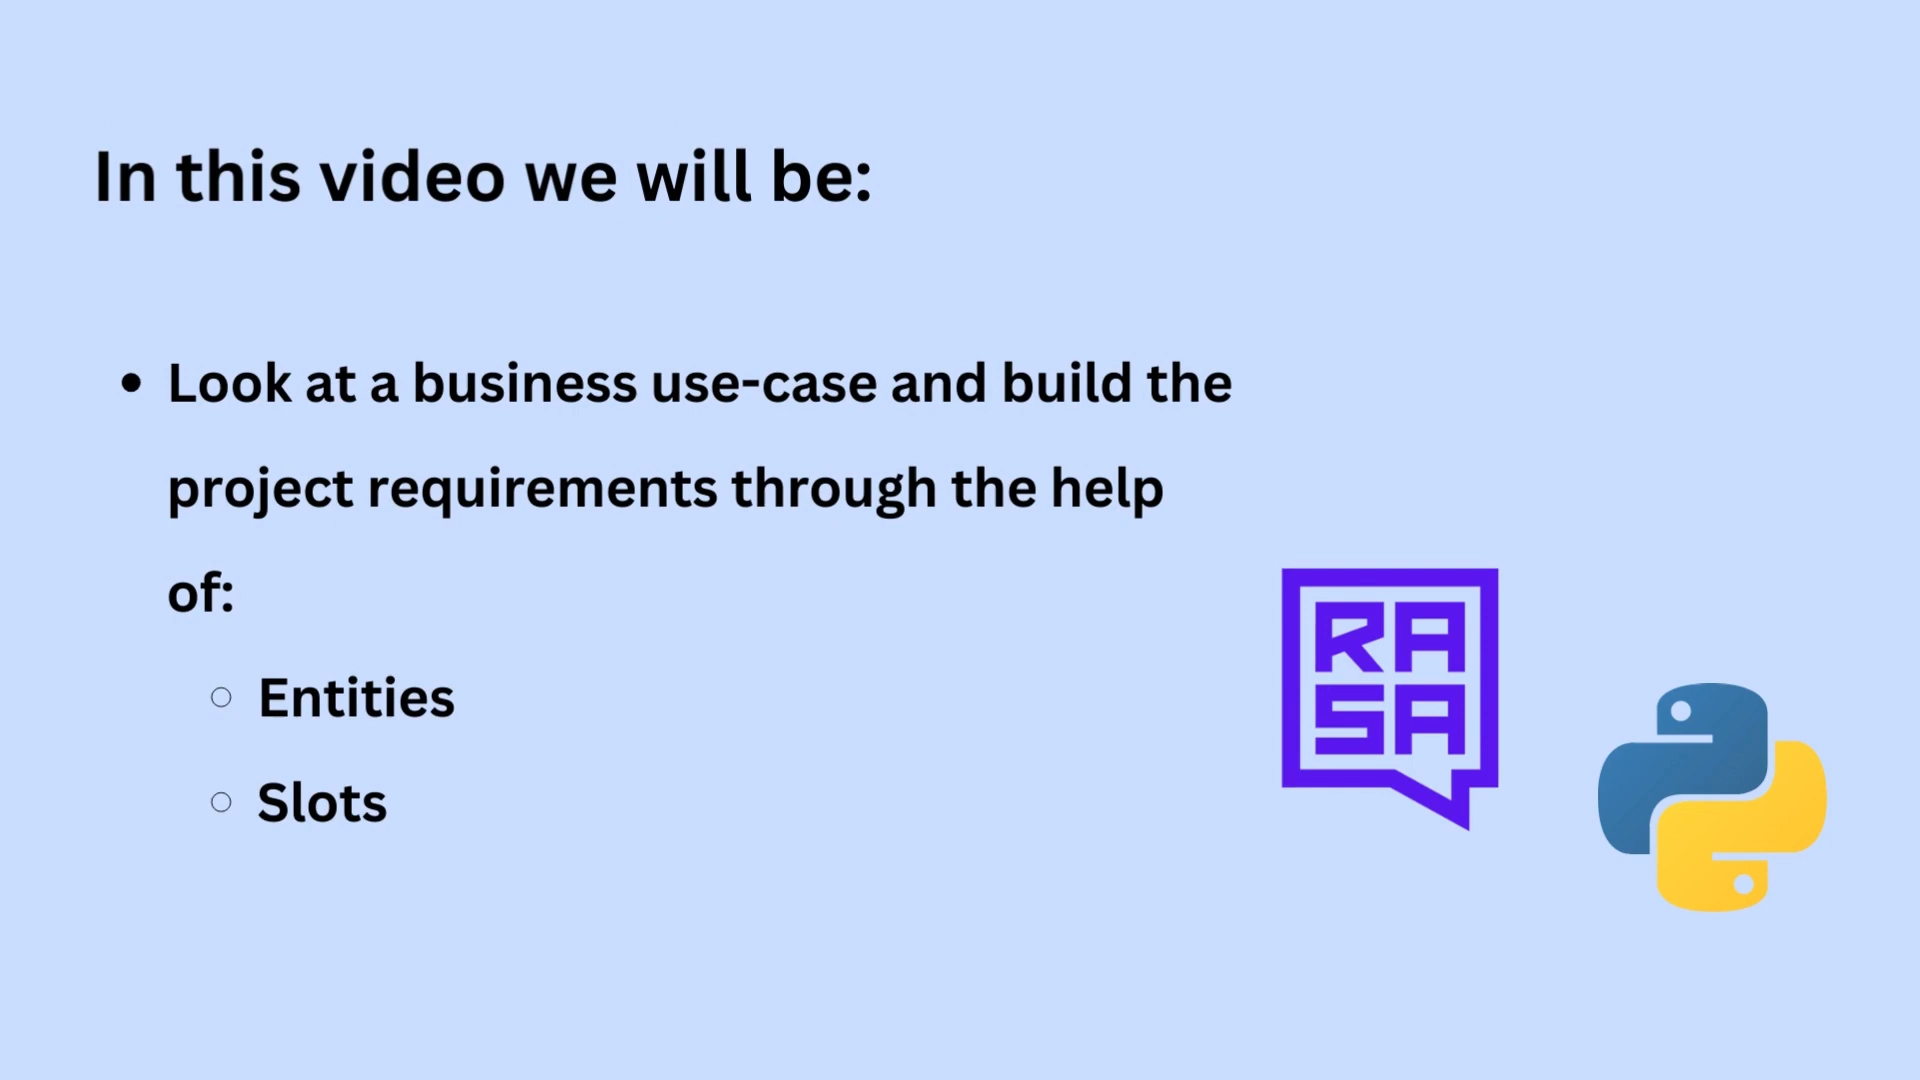 In this video we will be:
• Look at a business use-case and build the
project requirements through the help
of:
○ Entities
○ Slots
RA
SA